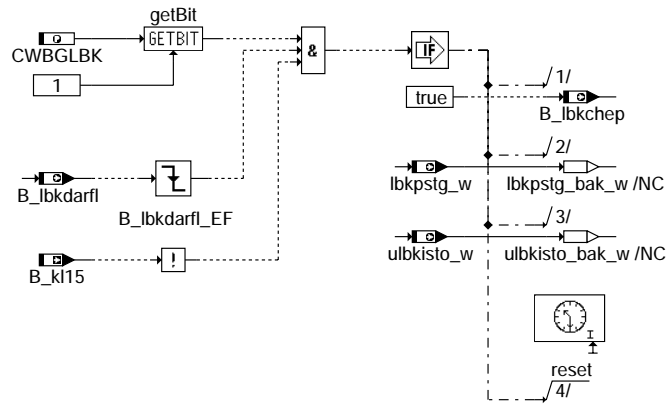 getBit
GETBIT
CWBGLBK
1
&
IF
1/
true
B_lbkchep
2/
lbkpstg_w
lbkpstg_bak_w /NC
B_lbkdarfl
B_lbkdarfl_EF
3/
ulbkisto_w
ulbkisto_bak_w /NC
B_kl15
!
I
reset
4/